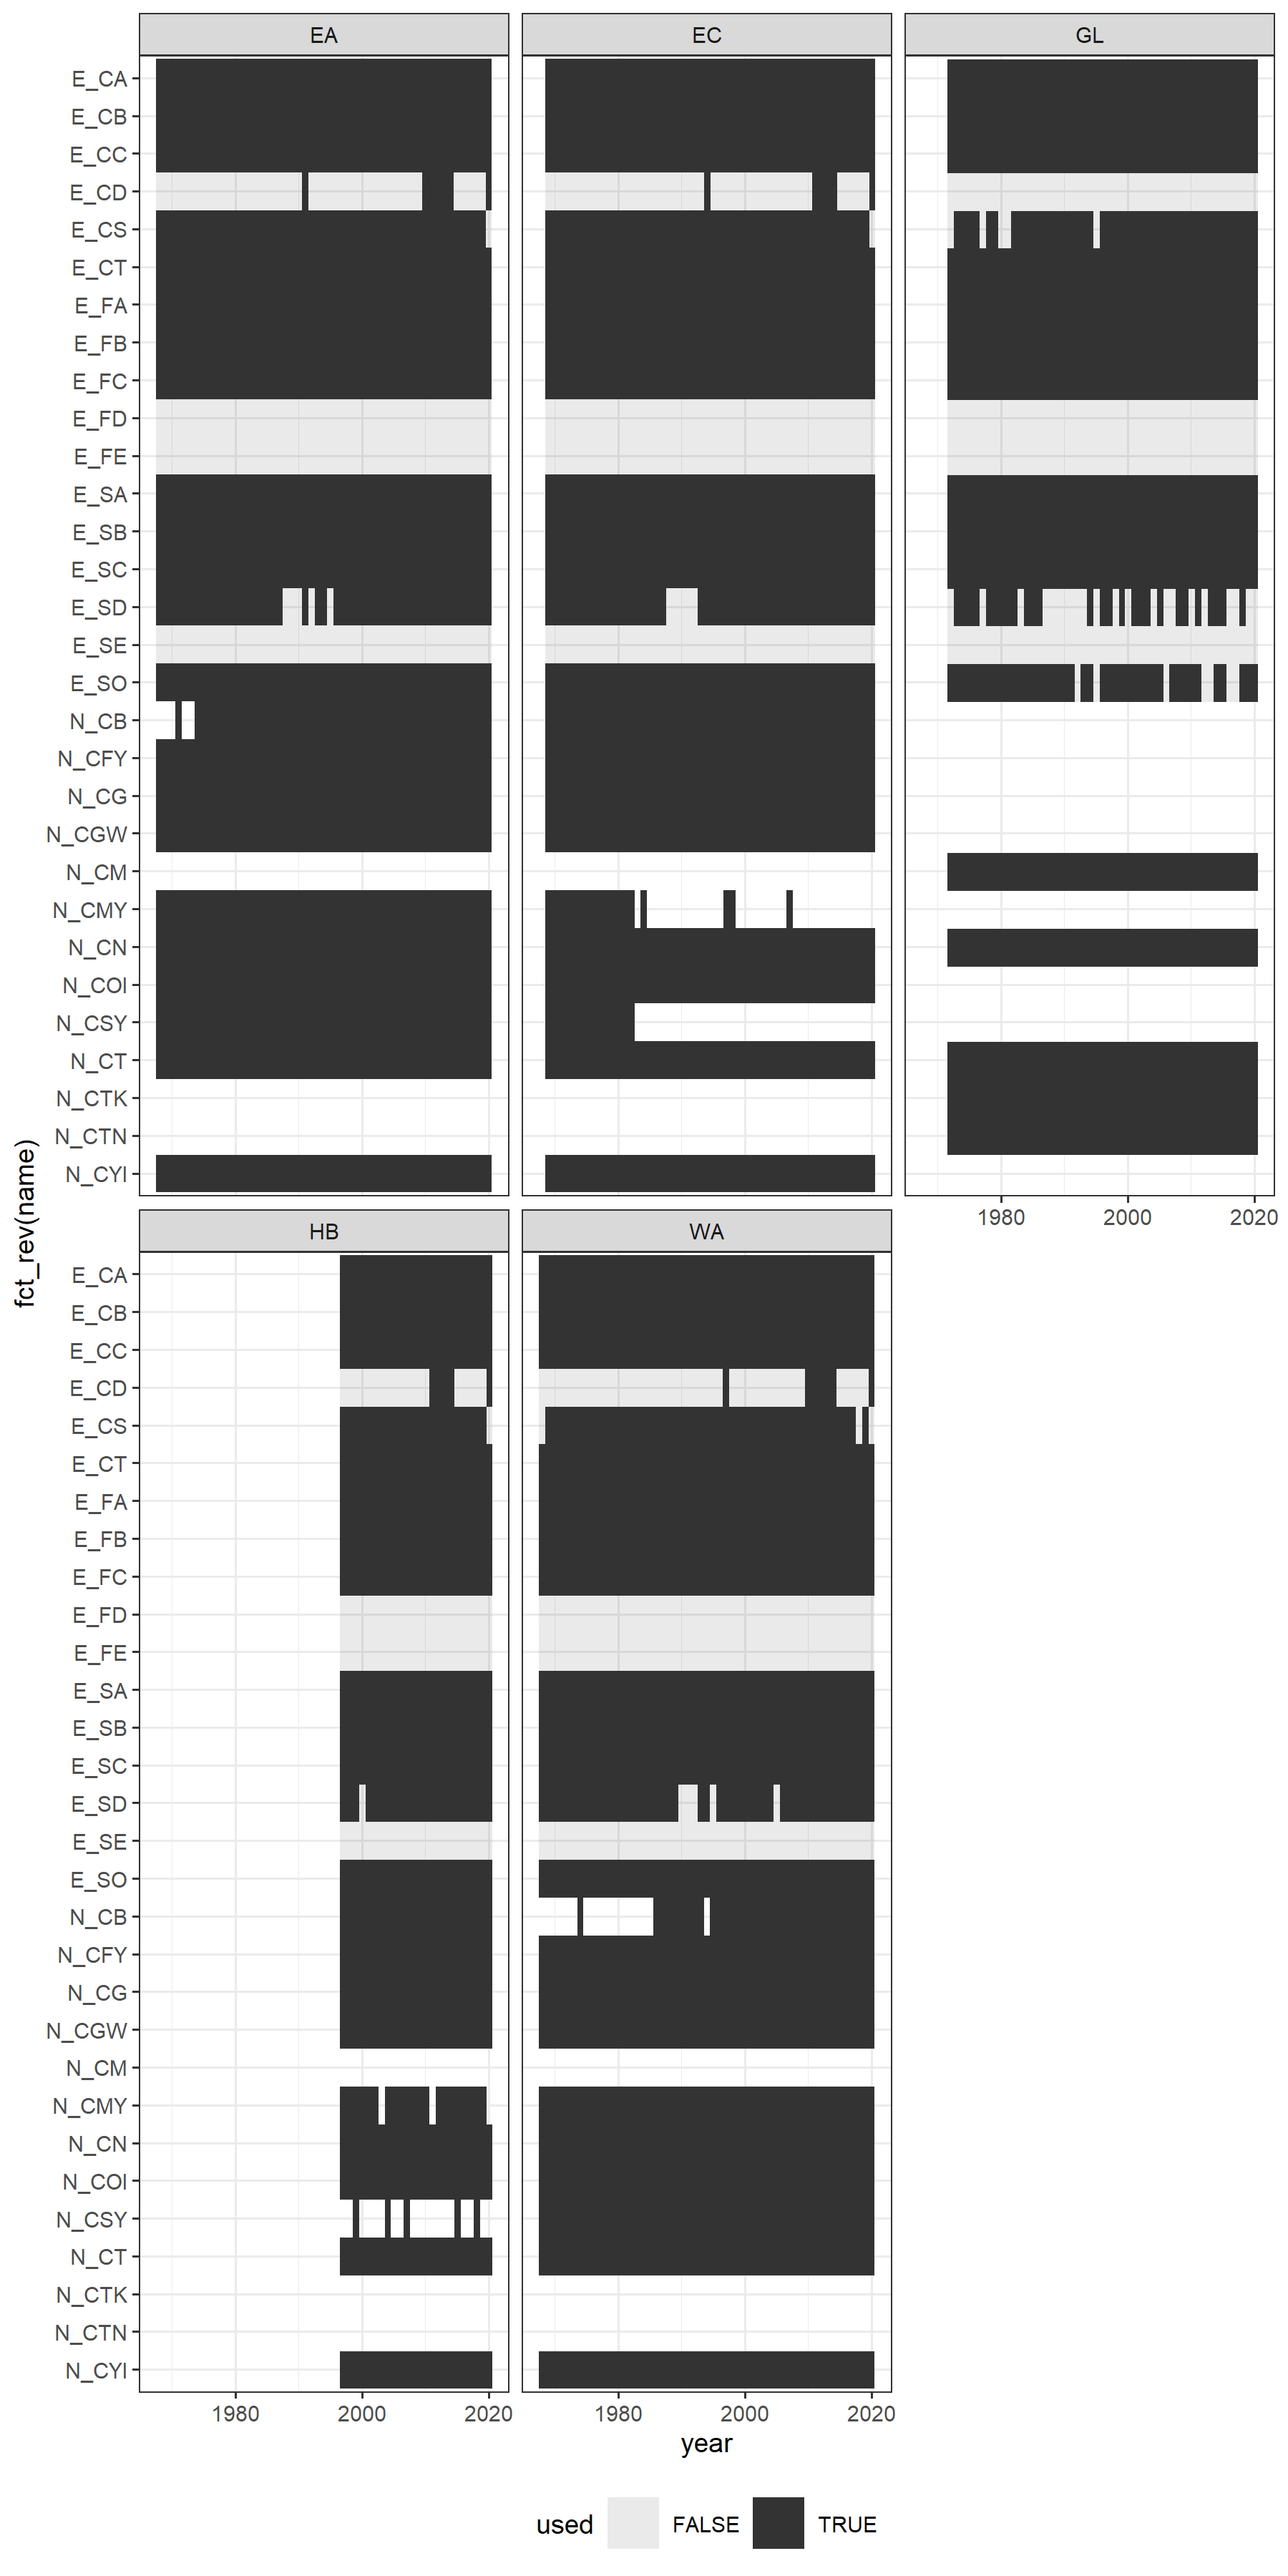 EA EC GL
E_CA
E_CB
E_CC
E_CD
E_CS
E_CT
E_FA
E_FB
E_FC
E_FD
E_FE
E_SA
E_SB
E_SC
E_SD
E_SE
E_SO
N_CB
N_CFY
N_CG
N_CGW
N_CM
N_CMY
N_CN
N_COI
N_CSY
N_CT
N_CTK
N_CTN
N_CYI
1980 2000 2020
fct_rev(name)
HB WA
E_CA
E_CB
E_CC
E_CD
E_CS
E_CT
E_FA
E_FB
E_FC
E_FD
E_FE
E_SA
E_SB
E_SC
E_SD
E_SE
E_SO
N_CB
N_CFY
N_CG
N_CGW
N_CM
N_CMY
N_CN
N_COI
N_CSY
N_CT
N_CTK
N_CTN
N_CYI
1980 2000 2020 1980 2000 2020
year
used FALSE TRUE